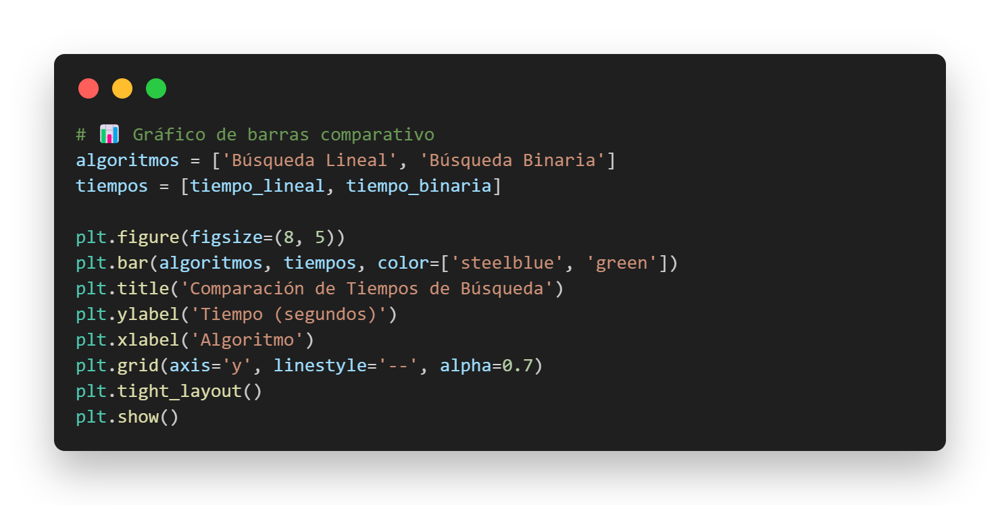 # 📊 Gráfico de barras comparativo
algoritmos = ['Búsqueda Lineal', 'Búsqueda Binaria']
tiempos = [tiempo_lineal, tiempo_binaria]

plt.figure(figsize=(8, 5))
plt.bar(algoritmos, tiempos, color=['steelblue', 'green'])
plt.title('Comparación de Tiempos de Búsqueda')
plt.ylabel('Tiempo (segundos)')
plt.xlabel('Algoritmo')
plt.grid(axis='y', linestyle='--', alpha=0.7)
plt.tight_layout()
plt.show()